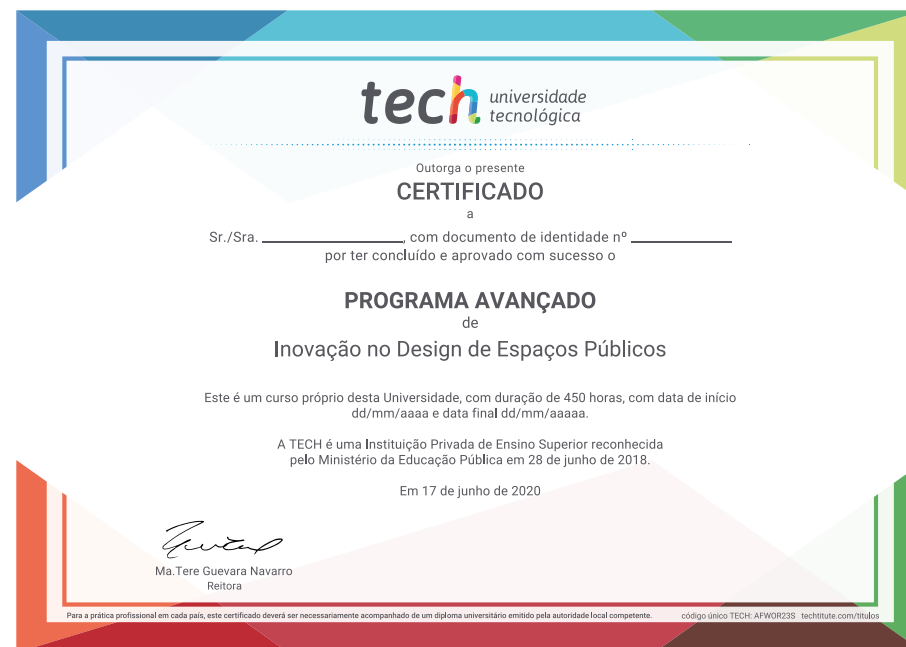 tech universidade
tecnológica
Outorga o presente
CERTIFICADO
a
Sr./Sra. ____________, com documento de identidade nº ____________
por ter concluído e aprovado com sucesso o
PROGRAMA AVANÇADO
de
Inovação no Design de Espaços Públicos
Este é um curso próprio desta Universidade, com duração de 450 horas, com data de início
dd/mm/aaaa e data final dd/mm/aaaaa.
A TECH é uma Instituição Privada de Ensino Superior reconhecida
pelo Ministério da Educação Pública em 28 de junho de 2018.
Em 17 de junho de 2020
Ma.Tere Guevara Navarro
Reitora
Para a prática profissional em cada país, este certificado deverá ser necessariamente acompanhado de um diploma universitário emitido pela autoridade local competente. código único TECH: AFWOR23S techtitute.com/titulos